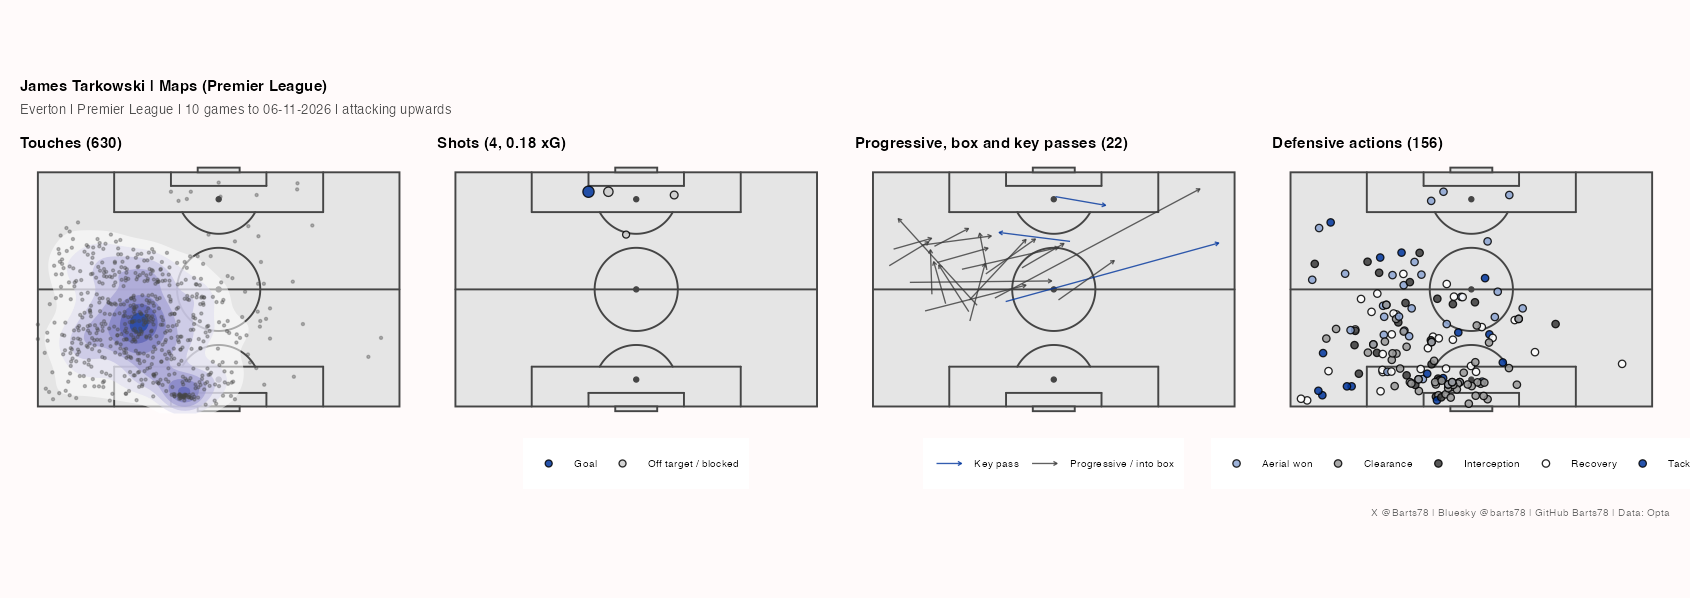 James Tarkowski | Maps (Premier League)
Everton | Premier League | 10 games to 06-11-2026 | attacking upwards
Touches (630)
Shots (4, 0.18 xG)
Progressive, box and key passes (22)
Defensive actions (156)
Goal
Off target / blocked
Key pass
Progressive / into box
Aerial won
Clearance
Interception
Recovery
Tack
X @Barts78 | Bluesky @barts78 | GitHub Barts78 | Data: Opta